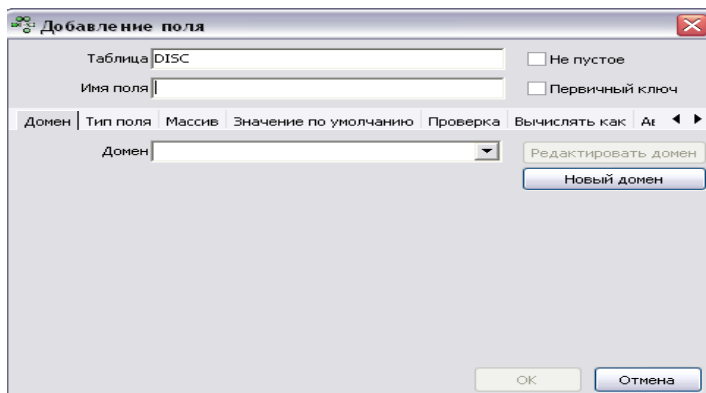 Добавление поля
Таблица DISC Не пустое
Имя поля Первичный ключ
Домен Тип поля Массив Значение по умолчанию Проверка Вычислять как
Домен Редактировать домен
Новый домен
OK Отмена